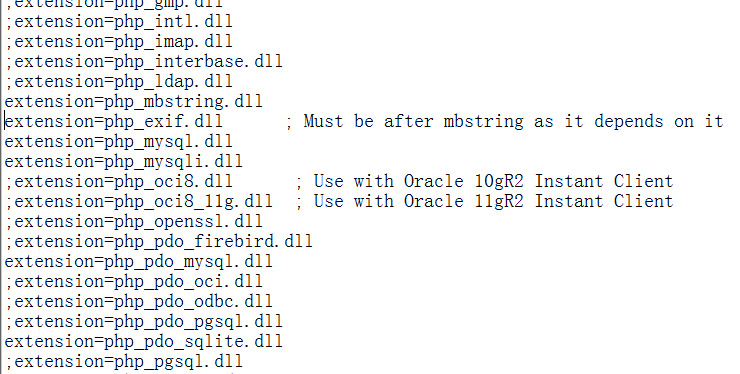 ;extension=php_gmp.dll
;extension=php_intl.dll
;extension=php_imap.dll
;extension=php_interbase.dll
;extension=php_ldap.dll
extension=php_mbstring.dll
extension=php_exif.dll      ; Must be after mbstring as it depends on it
extension=php_mysql.dll
extension=php_mysqli.dll
;extension=php_oci8.dll      ; Use with Oracle 10gR2 Instant Client
;extension=php_oci8_11g.dll  ; Use with Oracle 11gR2 Instant Client
;extension=php_openssl.dll
;extension=php_pdo_firebird.dll
extension=php_pdo_mysql.dll
;extension=php_pdo_oci.dll
;extension=php_pdo_odbc.dll
;extension=php_pdo_pgsql.dll
extension=php_pdo_sqlite.dll
;extension=php_pgsql.dll